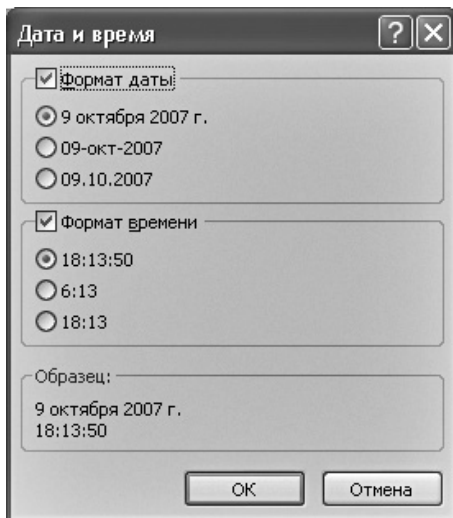 Дата и время
Формат даты
9 октября 2007 г.
09-окт-2007
09.10.2007
Формат времени
18:13:50
6:13
18:13
Образец:
9 октября 2007 г.
18:13:50
ОК
Отмена